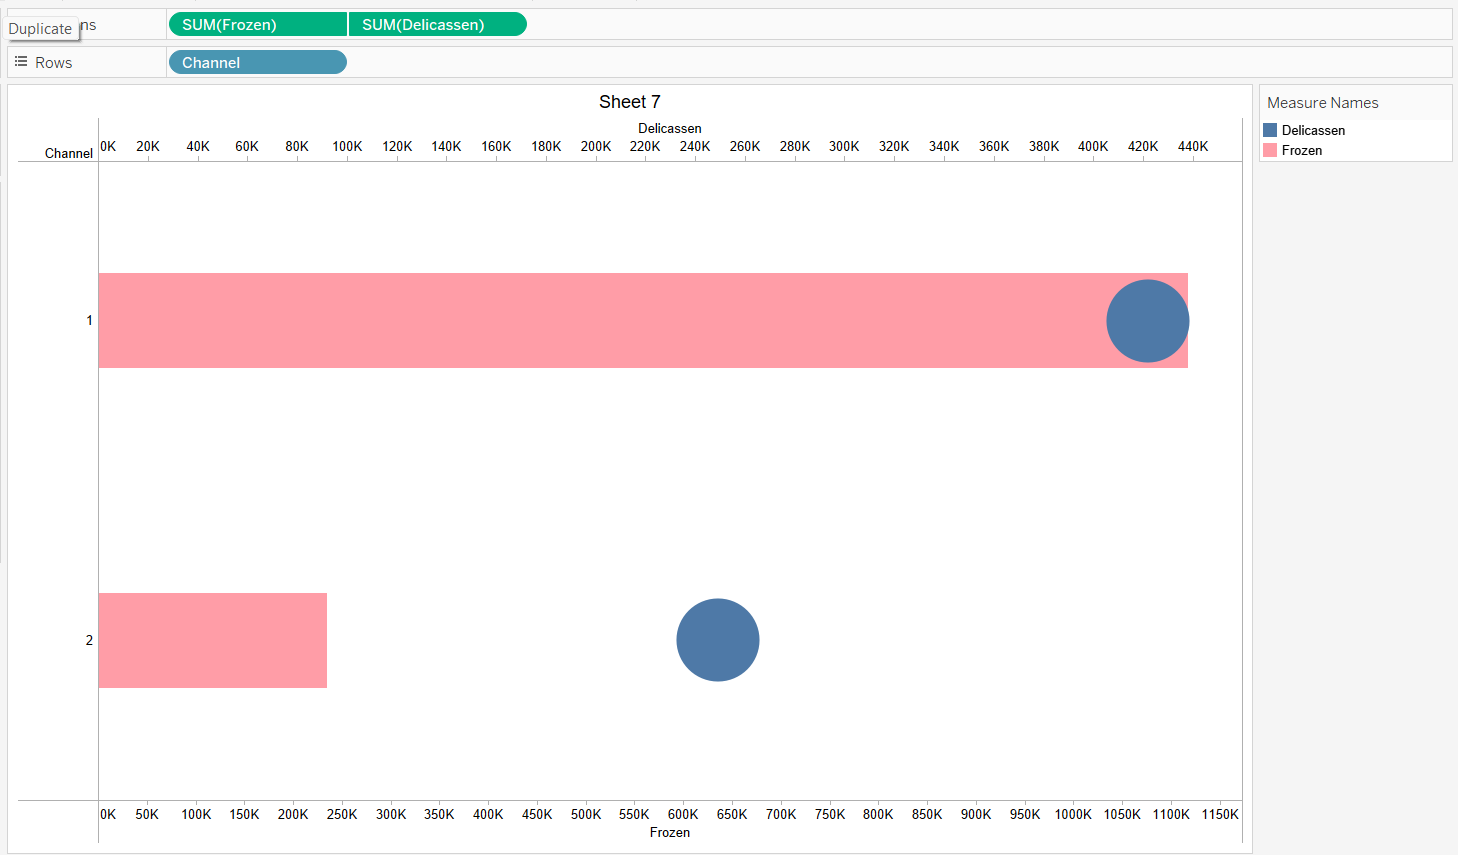 Duplicate ns SUM(Frozen) SUM(Delicassen)
Rows Channel
Sheet 7
Measure Names
Delicassen
Frozen
Delicassen
Channel 0K 20K 40K 60K 80K 100K 120K 140K 160K 180K 200K 220K 240K 260K 280K 300K 320K 340K 360K 380K 400K 420K 440K
1
2
0K 50K 100K 150K 200K 250K 300K 350K 400K 450K 500K 550K 600K 650K 700K 750K 800K 850K 900K 950K 1000K 1050K 1100K 1150K
Frozen